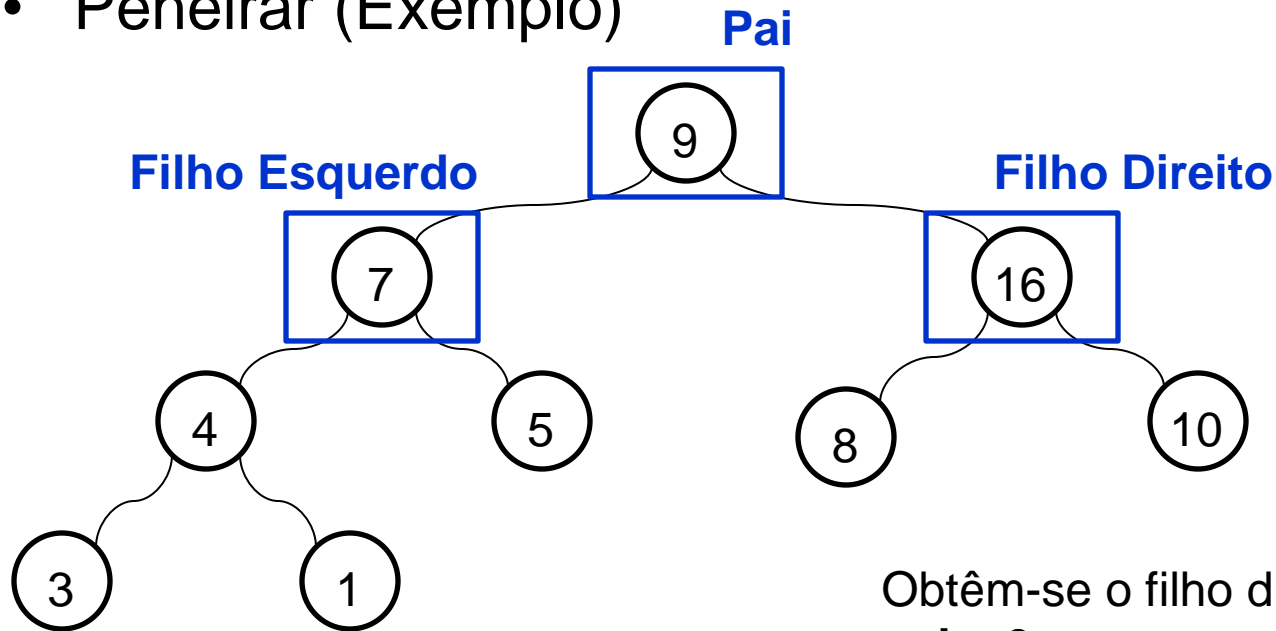 • Peneirar (Exemplo)
Pai
9
Filho Esquerdo
Filho Direito
7
16
4
5
8
10
3
1
Obtêm-se o filho d